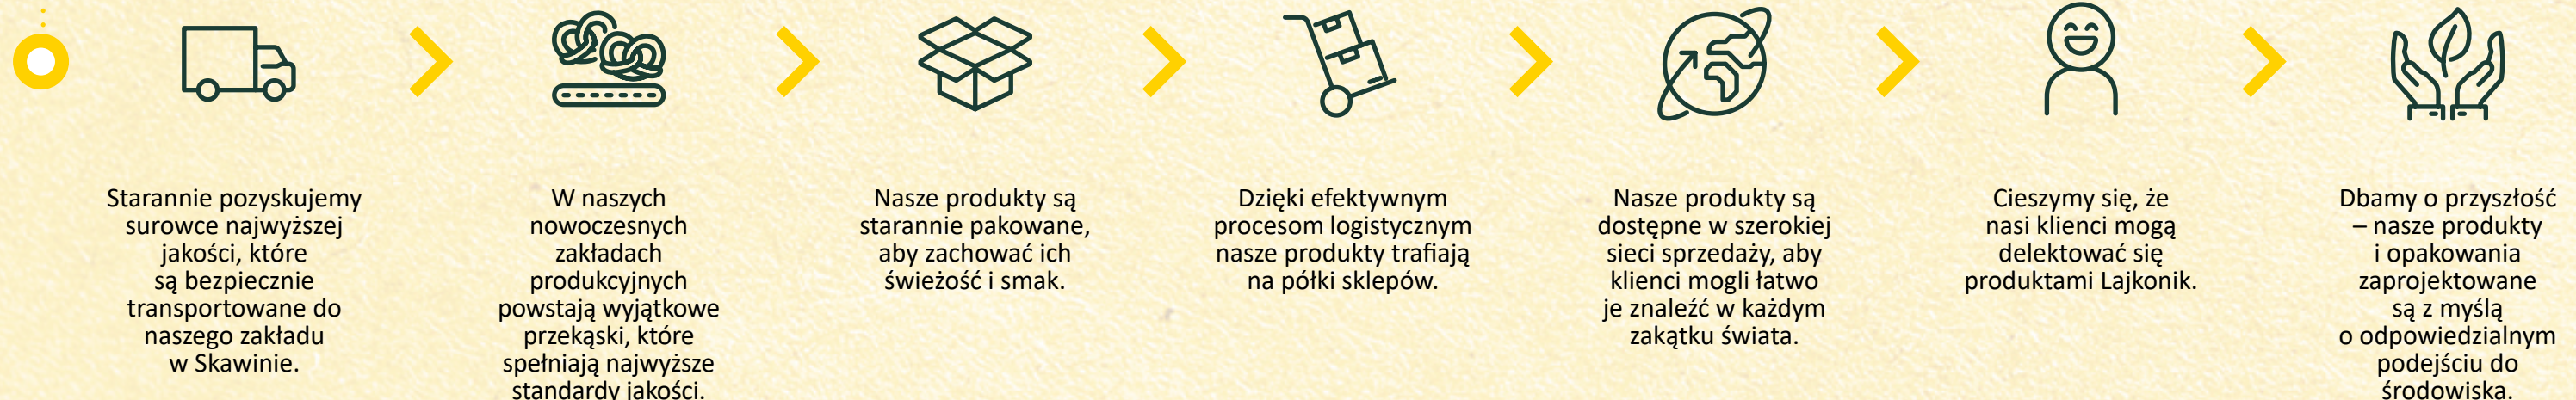 Starannie pozyskujemy
surowce najwyższej
jakości, które
są bezpiecznie
transportowane do
naszego zakładu
w Skawinie.
W naszych
nowoczesnych
zakładach
produkcyjnych
powstają wyjątkowe
przekąski, które
spełniają najwyższe
standardy jakości.
Nasze produkty są
starannie pakowane,
aby zachować ich
świeżość i smak.
Dzięki efektywnym
procesom logistycznym
nasze produkty trafiają
na półki sklepów.
Nasze produkty są
dostępne w szerokiej
sieci sprzedaży, aby
klienci mogli łatwo
je znaleźć w każdym
zakątku świata.
Cieszymy się, że
nasi klienci mogą
delektować się
produktami Lajkonik.
Dbamy o przyszłość
– nasze produkty
i opakowania
zaprojektowane
są z myślą
o odpowiedzialnym
podejściu do
środowiska.